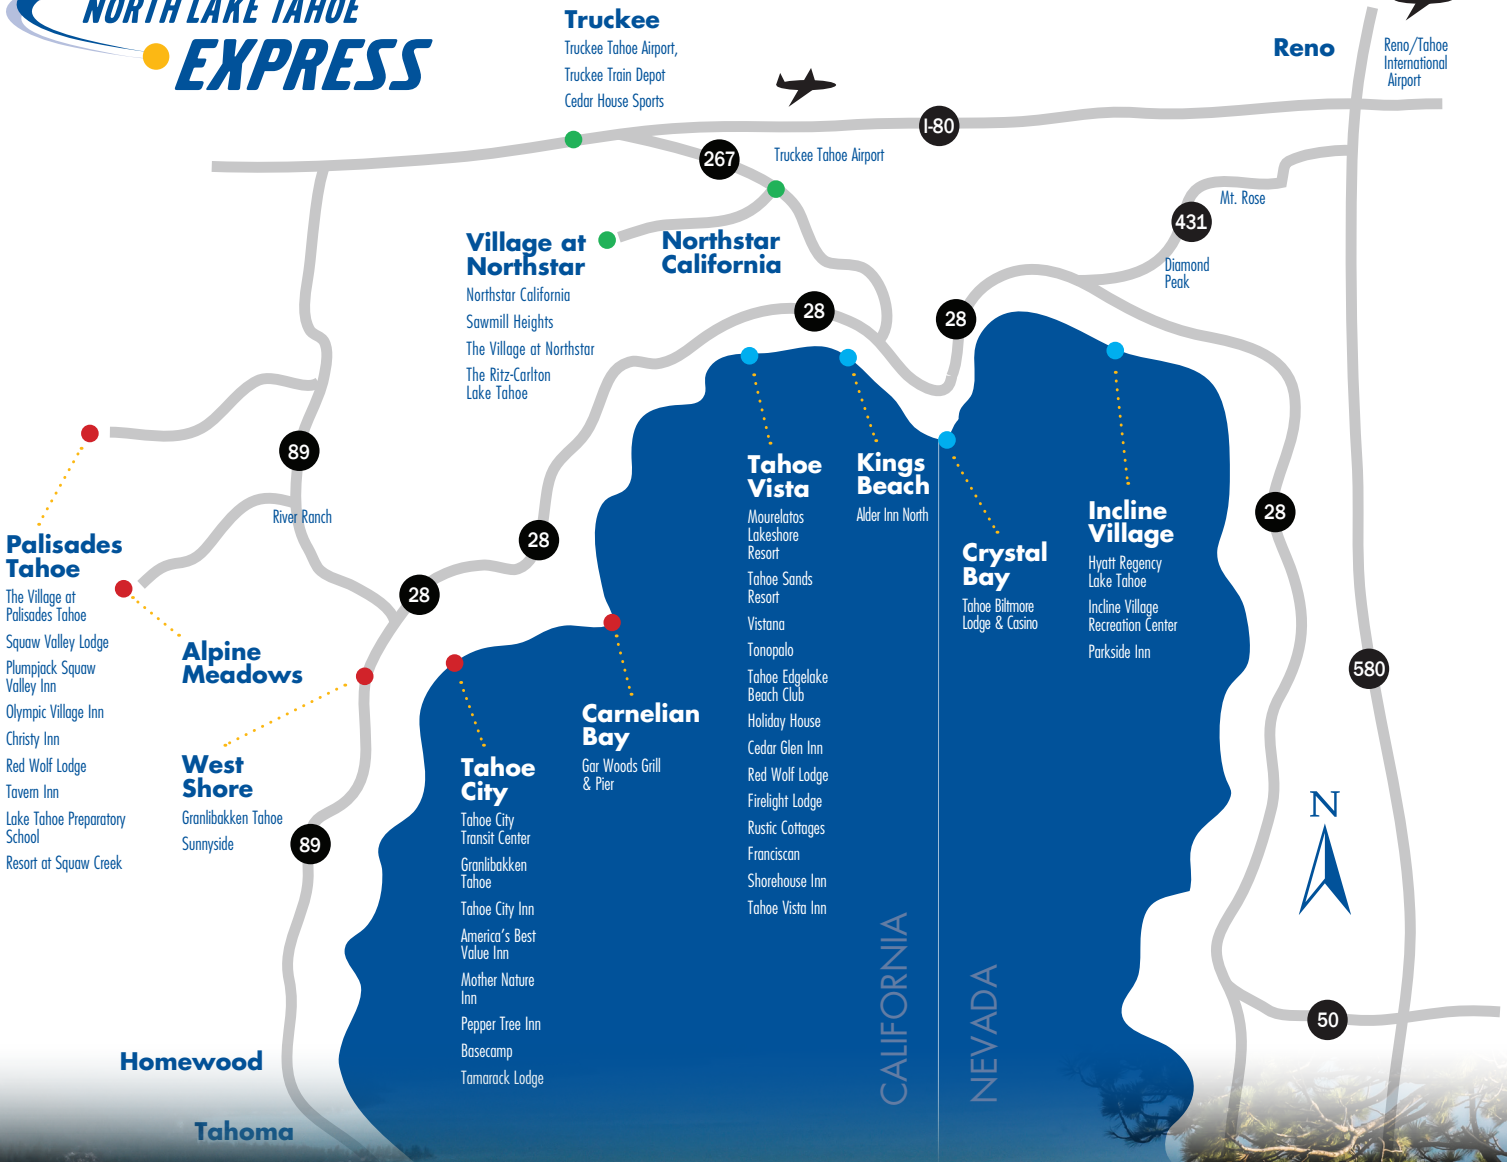 NORTH LAKE TAHOE
EXPRESS
Truckee
Truckee Tahoe Airport,
Truckee Train Depot
Cedar House Sports
Reno
Reno/Tahoe
International
Airport
I-80
267
Truckee Tahoe Airport
Mt. Rose
431
Diamond
Peak
Village at
Northstar
Northstar California
Sawmill Heights
The Village at Northstar
The Ritz-Carlton
Lake Tahoe
Northstar
California
28
28
89
River Ranch
28
28
28
580
Palisades
Tahoe
The Village at
Palisades Tahoe
Squaw Valley Lodge
Plumpjack Squaw
Valley Inn
Olympic Village Inn
Christy Inn
Red Wolf Lodge
Tavern Inn
Lake Tahoe Preparatory
School
Resort at Squaw Creek
Alpine
Meadows
West
Shore
Granlibakken Tahoe
Sunnyside
89
Tahoe
City
Tahoe City
Transit Center
Granlibakken
Tahoe
Tahoe City Inn
America's Best
Value Inn
Mother Nature
Inn
Pepper Tree Inn
Basecamp
Tamarack Lodge
Carnelian
Bay
Gar Woods Grill
& Pier
Tahoe
Vista
Mourelatos
Lakeshore
Resort
Tahoe Sands
Resort
Vistana
Tonopalo
Tahoe Edgelake
Beach Club
Holiday House
Cedar Glen Inn
Red Wolf Lodge
Firelight Lodge
Rustic Cottages
Franciscan
Shorehouse Inn
Tahoe Vista Inn
Kings
Beach
Alder Inn North
Crystal
Bay
Tahoe Biltmore
Lodge & Casino
Incline
Village
Hyatt Regency
Lake Tahoe
Incline Village
Recreation Center
Parkside Inn
N
CALIFORNIA
NEVADA
50
Homewood
Tahoma